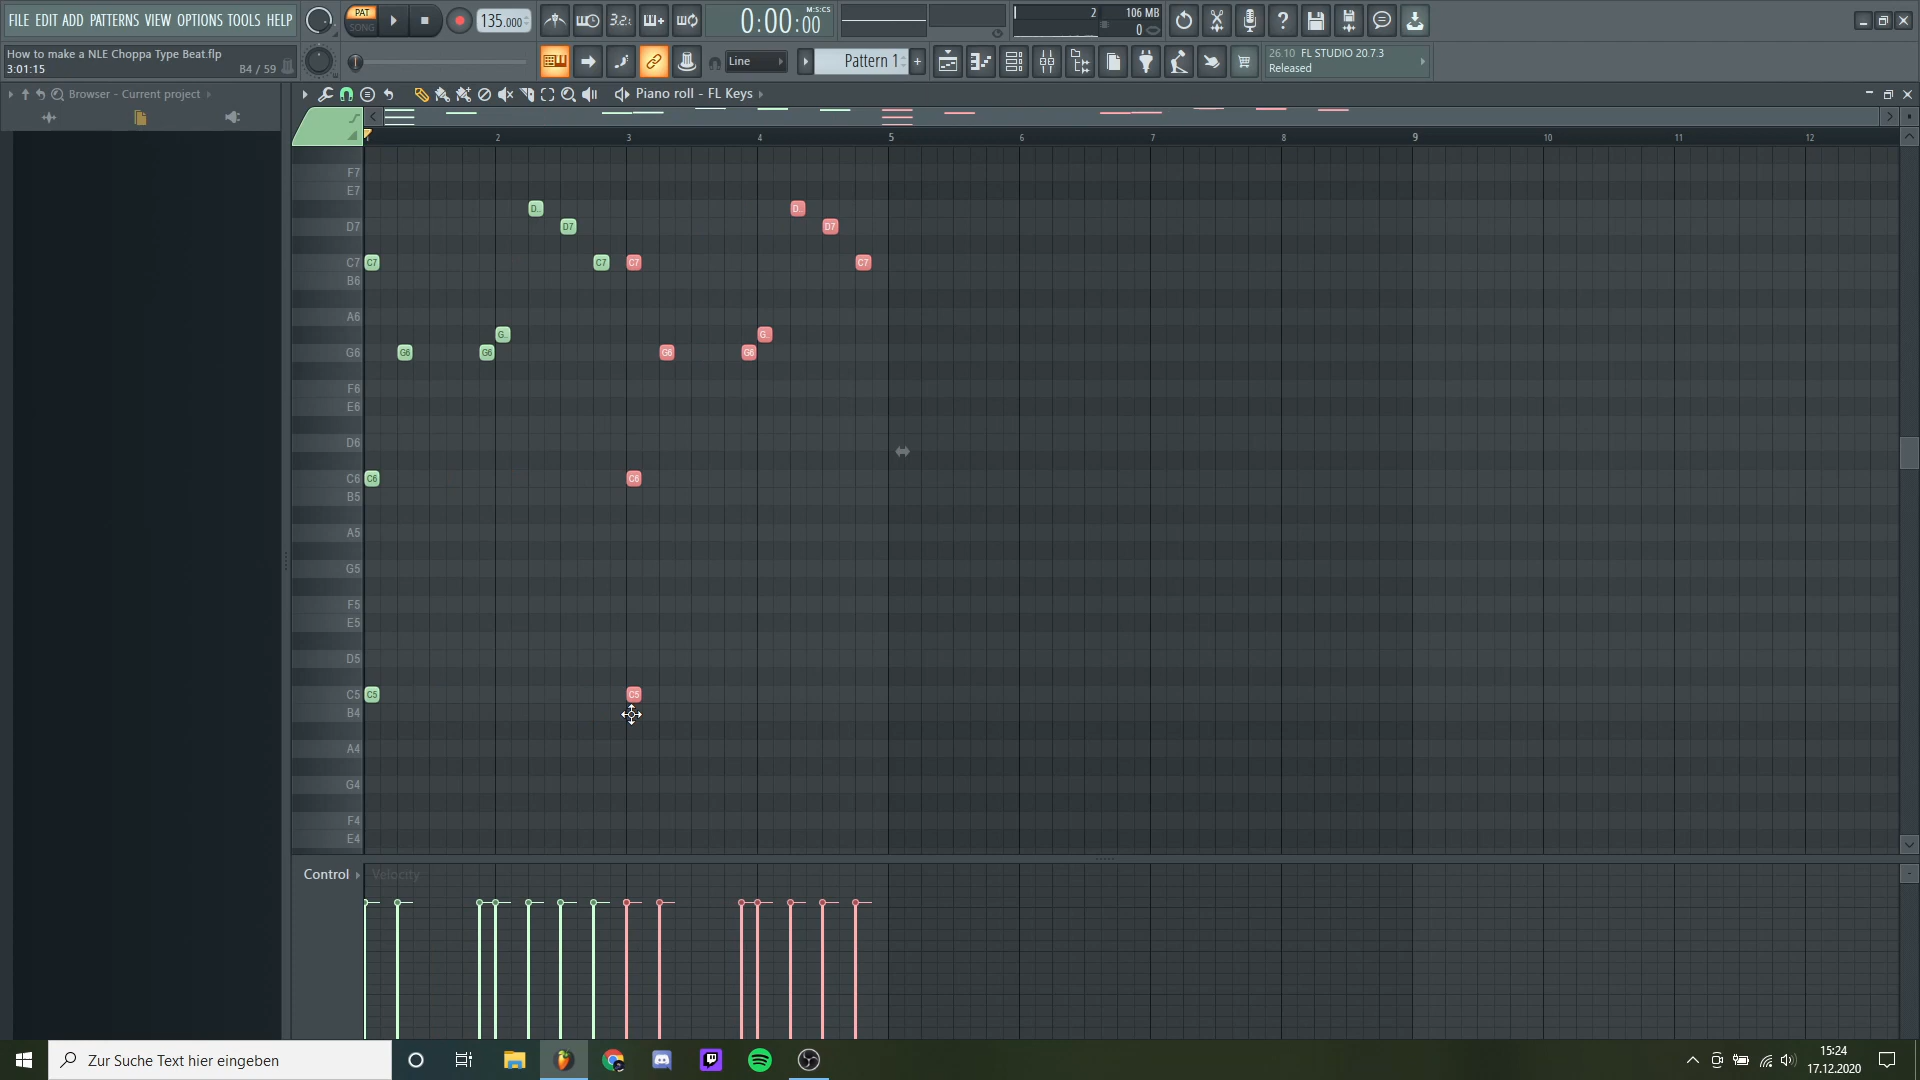 FILE EDIT ADD PATTERNS VIEW OPTIONS TOOLS HELP
PAT
SONG
135.000
3.2:
0:00:00
M:S:CS
2
106 MB
0
How to make a NLE Choppa Type Beat.flp
3:01:15
B4 / 59
Line
Pattern 1
26.10 FL STUDIO 20.7.3
Released
Browser - Current project
Piano roll - FL Keys
1 2 3 4 5 6 7 8 9 10 11 12
F7
E7
D7
C7
B6
A6
G6
F6
E6
D6
C6
B5
A5
G5
F5
E5
D5
C5
B4
A4
G4
F4
E4
D.. D..
D7 D7
C7 C7 C7 C7
G.. G..
G6 G6 G6 G6
C6 C6
C5 C5
Control
Velocity
Zur Suche Text hier eingeben
15:24
17.12.2020